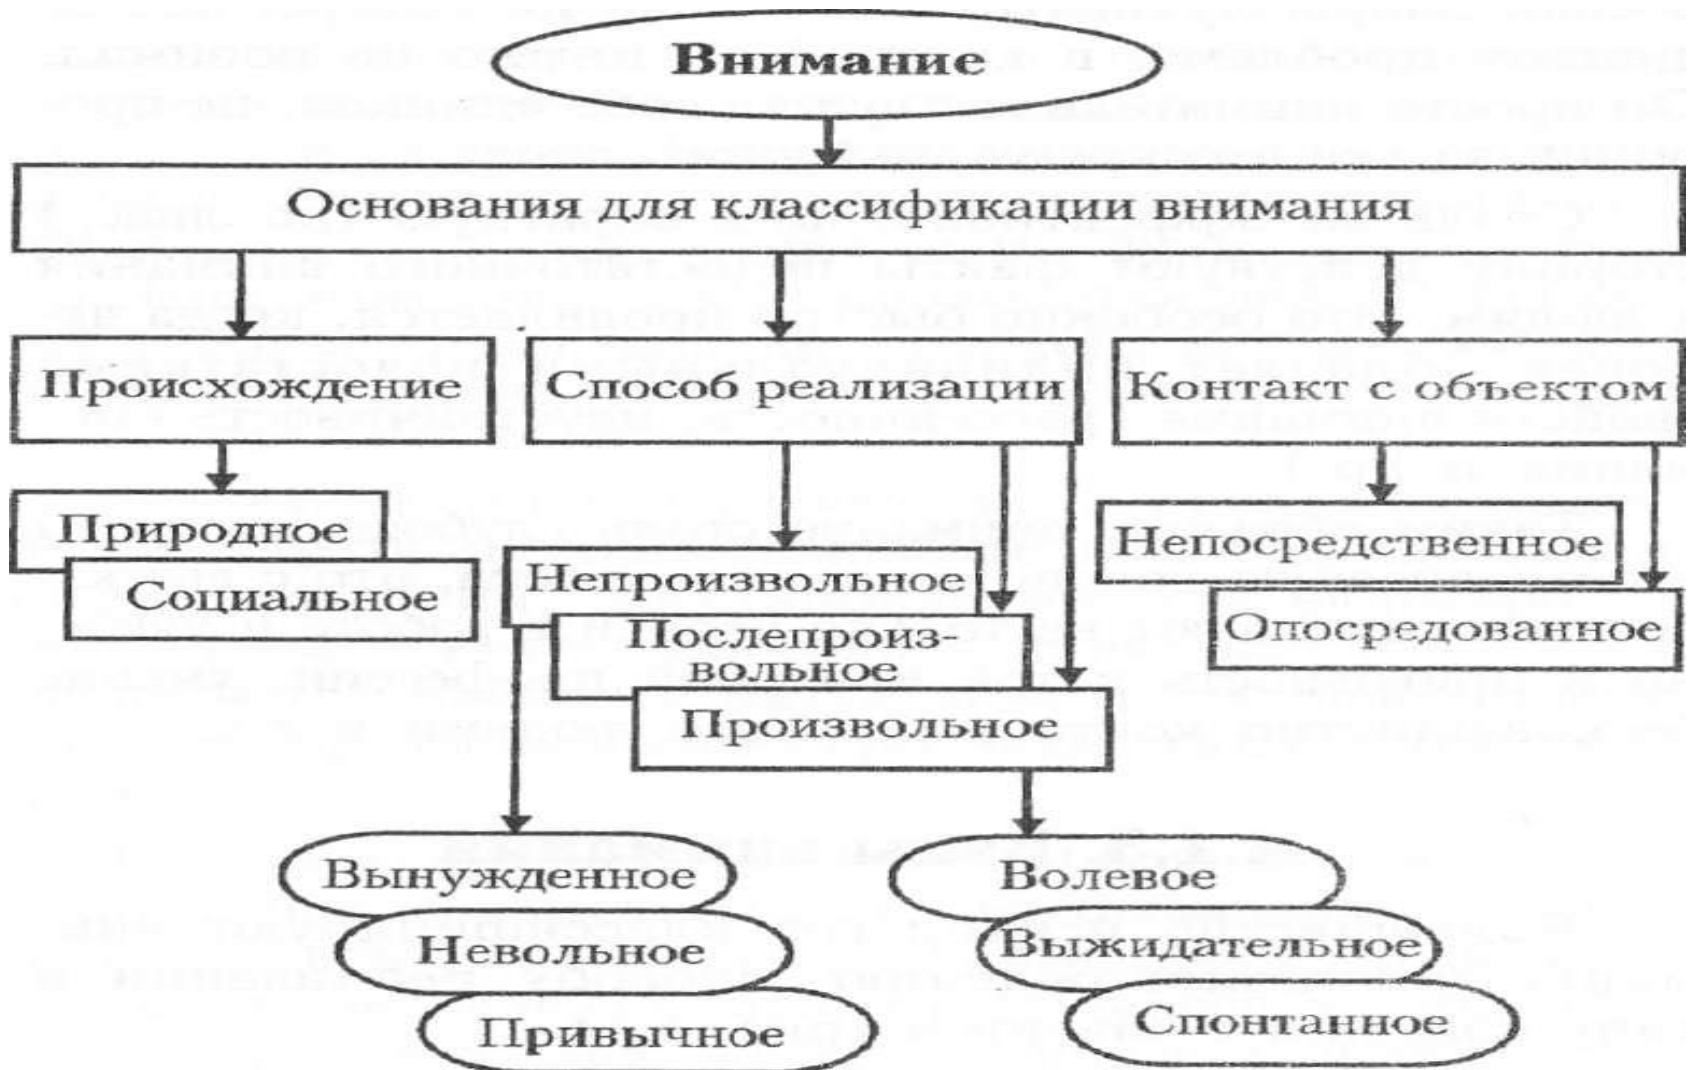 Внимание
Основания для классификации внимания
Происхождение
Способ реализации
Контакт с объектом
Природное
Социальное
Непроизвольное
Послепроиз-
вольное
Произвольное
Непосредственное
Опосредованное
Вынужденное
Невольное
Привычное
Волевое
Выжидательное
Спонтанное